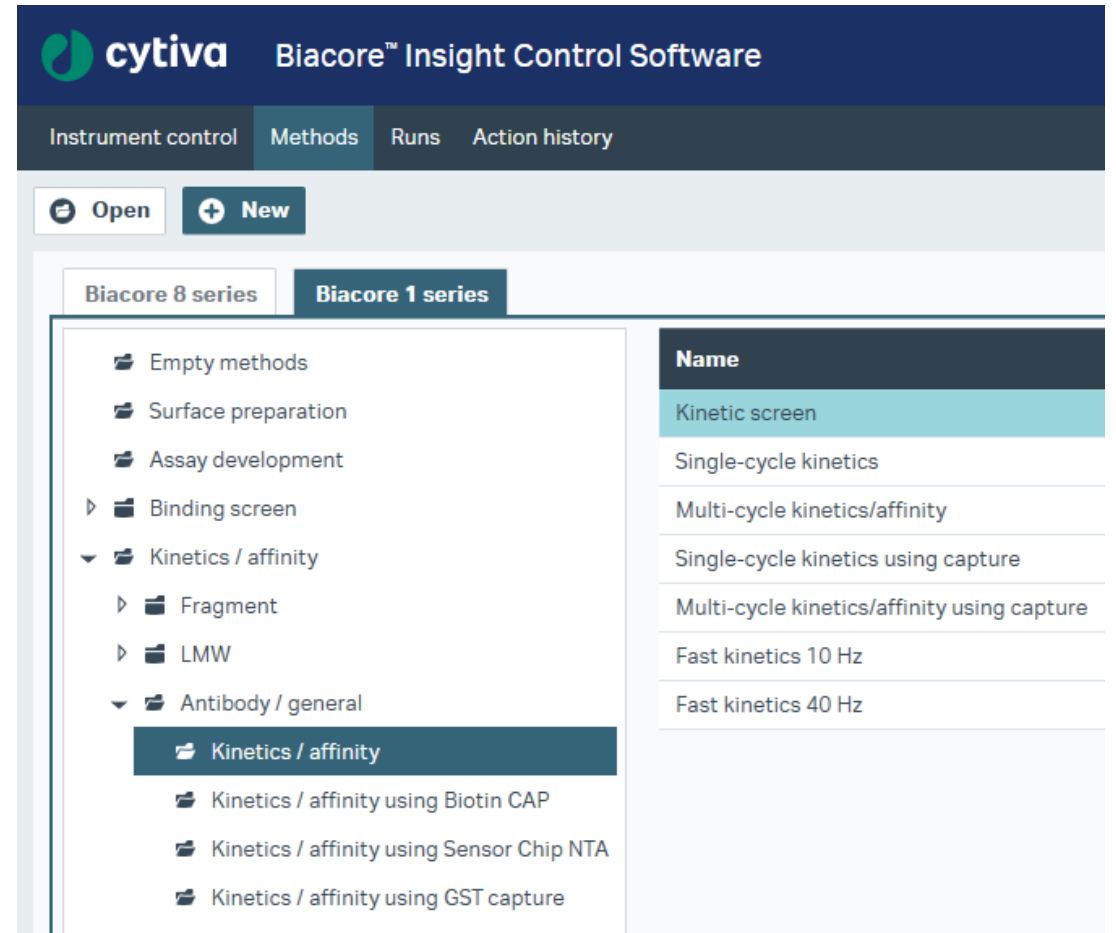 cytiva Biacore™ Insight Control Software
Instrument control Methods Runs Action history
Open New
Biacore 8 series Biacore 1 series
Empty methods
Surface preparation
Assay development
Binding screen
Kinetics / affinity
Fragment
LMW
Antibody / general
Kinetics / affinity
Kinetics / affinity using Biotin CAP
Kinetics / affinity using Sensor Chip NTA
Kinetics / affinity using GST capture
Name
Kinetic screen
Single-cycle kinetics
Multi-cycle kinetics/affinity
Single-cycle kinetics using capture
Multi-cycle kinetics/affinity using capture
Fast kinetics 10 Hz
Fast kinetics 40 Hz